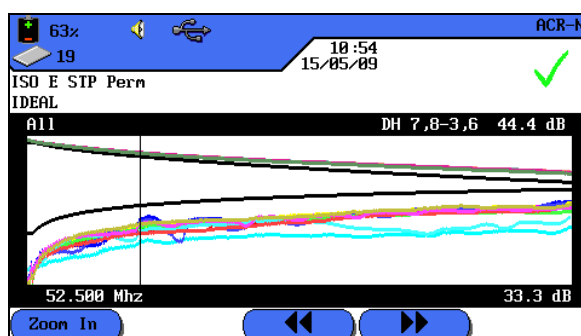 63% ACR-N
19 10:54
15/05/09
ISO E STP Perm
IDEAL
All DH 7,8-3,6 44.4 dB
52.500 Mhz 33.3 dB
Zoom In